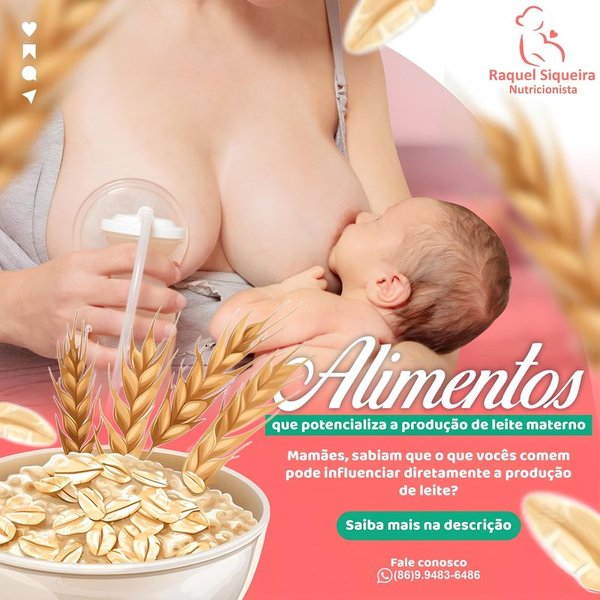 Raquel Siqueira
Nutricionista
Alimentos
que potencializa a produção de leite materno
Mamães, sabiam que o que vocês comem
pode influenciar diretamente a produção
de leite?
Saiba mais na descrição
Fale conosco
(86)9.9483-6486